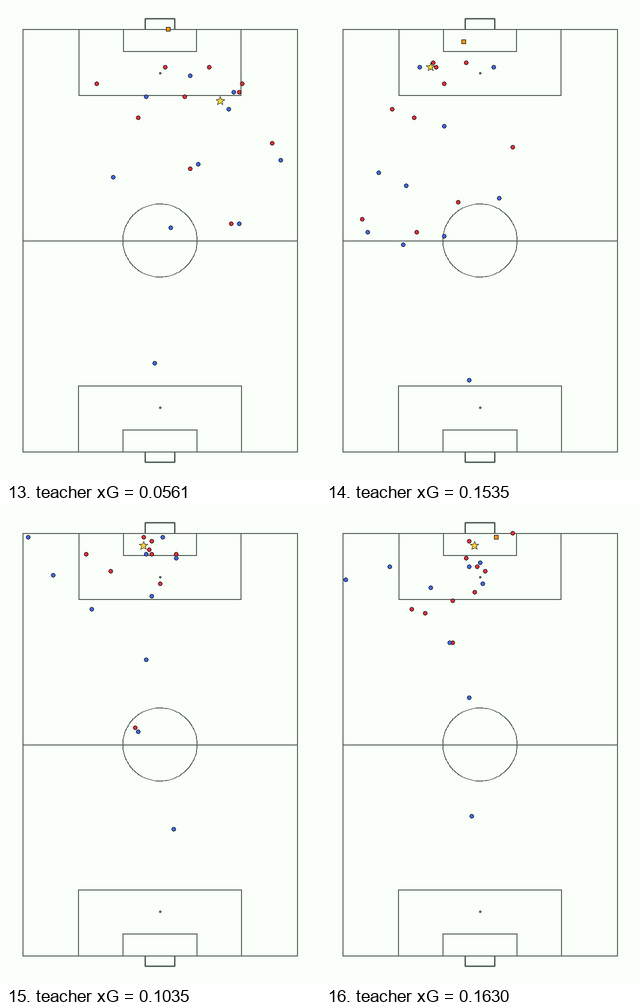 13. teacher xG = 0.0561
14. teacher xG = 0.1535
15. teacher xG = 0.1035
16. teacher xG = 0.1630